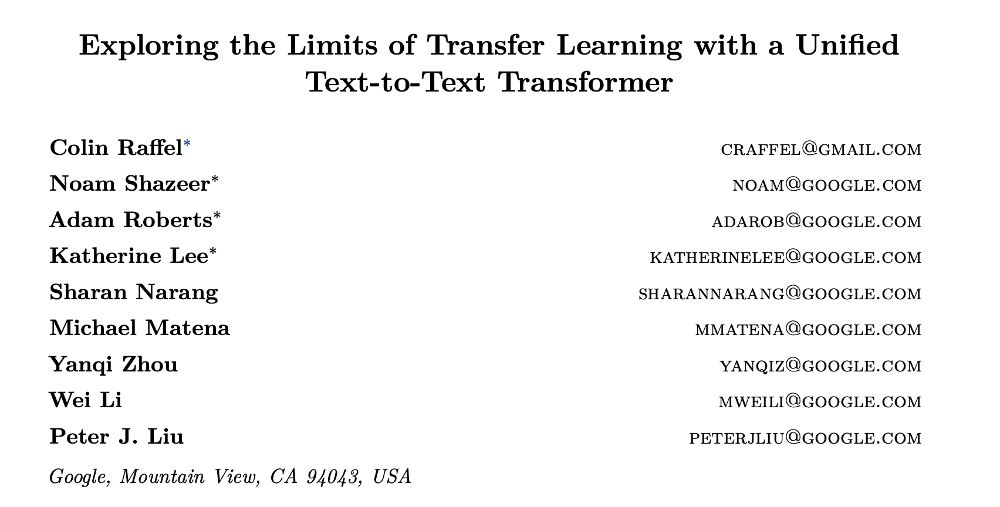 Exploring the Limits of Transfer Learning with a Unified
Text-to-Text Transformer
Colin Raffel* craffel@gmail.com
Noam Shazeer* noam@google.com
Adam Roberts* adarob@google.com
Katherine Lee* katherinelee@google.com
Sharan Narang sharannarang@google.com
Michael Matena mmatena@google.com
Yanqi Zhou yanqiz@google.com
Wei Li mweili@google.com
Peter J. Liu peterjliu@google.com
Google, Mountain View, CA 94043, USA